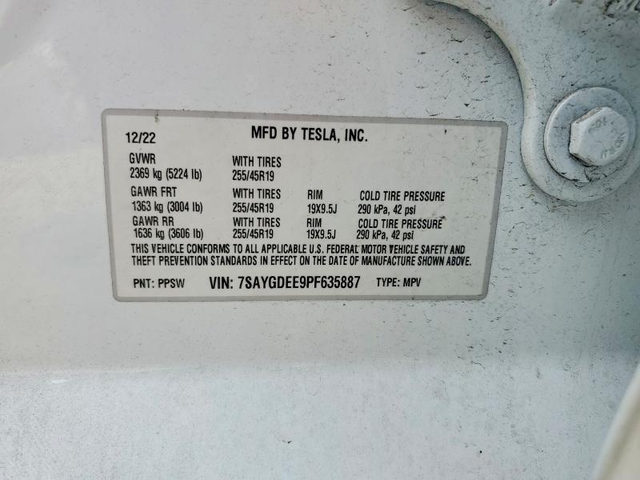 12/22 MFD BY TESLA, INC.
GVWR WITH TIRES
2369 kg (5224 lb) 255/45R19
GAWR FRT WITH TIRES RIM COLD TIRE PRESSURE
1363 kg (3004 lb) 255/45R19 19X9.5J 290 kPa, 42 psi
GAWR RR WITH TIRES RIM COLD TIRE PRESSURE
1636 kg (3606 lb) 255/45R19 19X9.5J 290 kPa, 42 psi
THIS VEHICLE CONFORMS TO ALL APPLICABLE U.S. FEDERAL MOTOR VEHICLE SAFETY AND
THEFT PREVENTION STANDARDS IN EFFECT ON THE DATE OF MANUFACTURE SHOWN ABOVE.
PNT: PPSW VIN: 7SAYGDEE9PF635887 TYPE: MPV